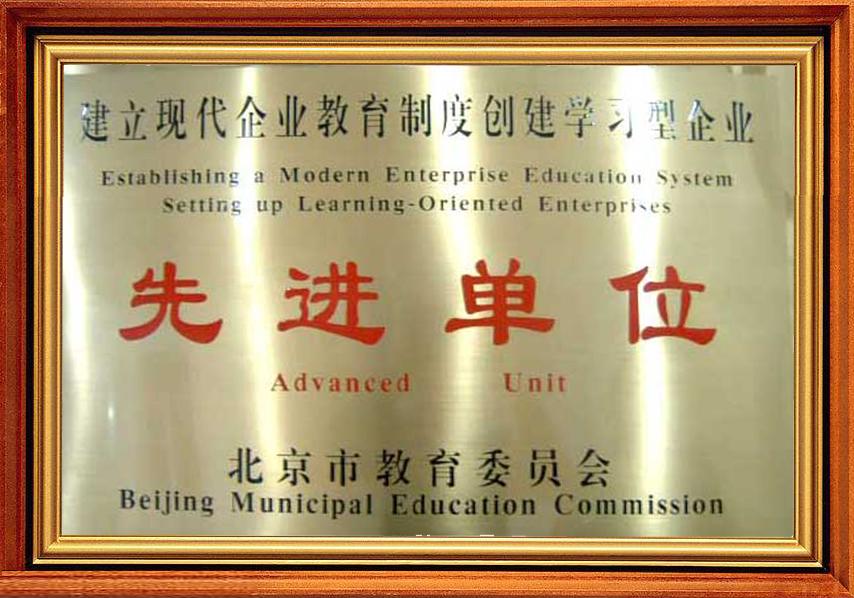 建立现代企业教育制度创建学习型企业
Establishing a Modern Enterprise Education System
Setting up Learning-Oriented Enterprises
先进单位
Advanced Unit
北京市教育委员会
Beijing Municipal Education Commission